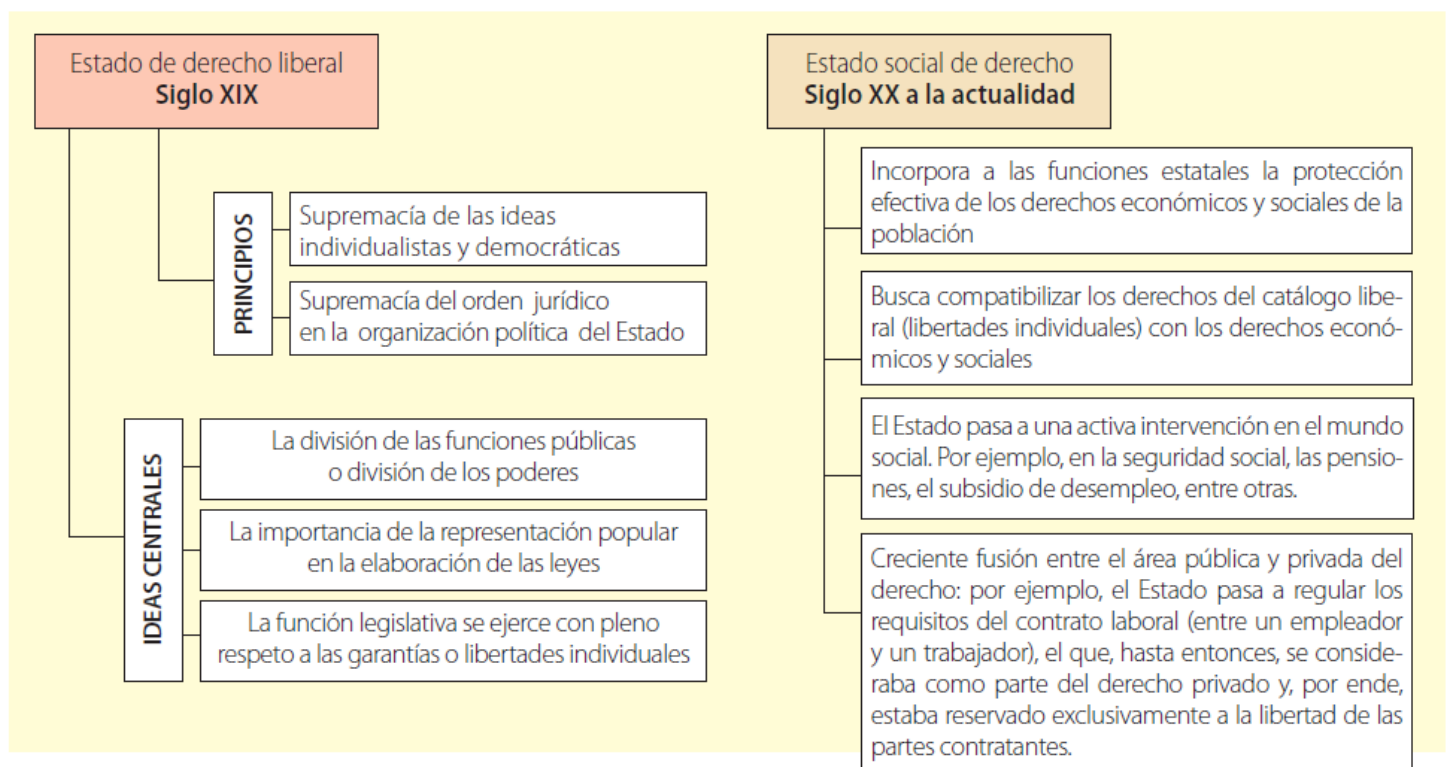 Estado de derecho liberal
Siglo XIX
PRINCIPIOS
Supremacía de las ideas
individualistas y democráticas
Supremacía del orden jurídico
en la organización política del Estado
IDEAS CENTRALES
La división de las funciones públicas
o división de los poderes
La importancia de la representación popular
en la elaboración de las leyes
La función legislativa se ejerce con pleno
respeto a las garantías o libertades individuales
Estado social de derecho
Siglo XX a la actualidad
Incorpora a las funciones estatales la protección
efectiva de los derechos económicos y sociales de la
población
Busca compatibilizar los derechos del catálogo libe-
ral (libertades individuales) con los derechos econó-
micos y sociales
El Estado pasa a una activa intervención en el mundo
social. Por ejemplo, en la seguridad social, las pensio-
nes, el subsidio de desempleo, entre otras.
Creciente fusión entre el área pública y privada del
derecho: por ejemplo, el Estado pasa a regular los
requisitos del contrato laboral (entre un empleador
y un trabajador), el que, hasta entonces, se conside-
raba como parte del derecho privado y, por ende,
estaba reservado exclusivamente a la libertad de las
partes contratantes.